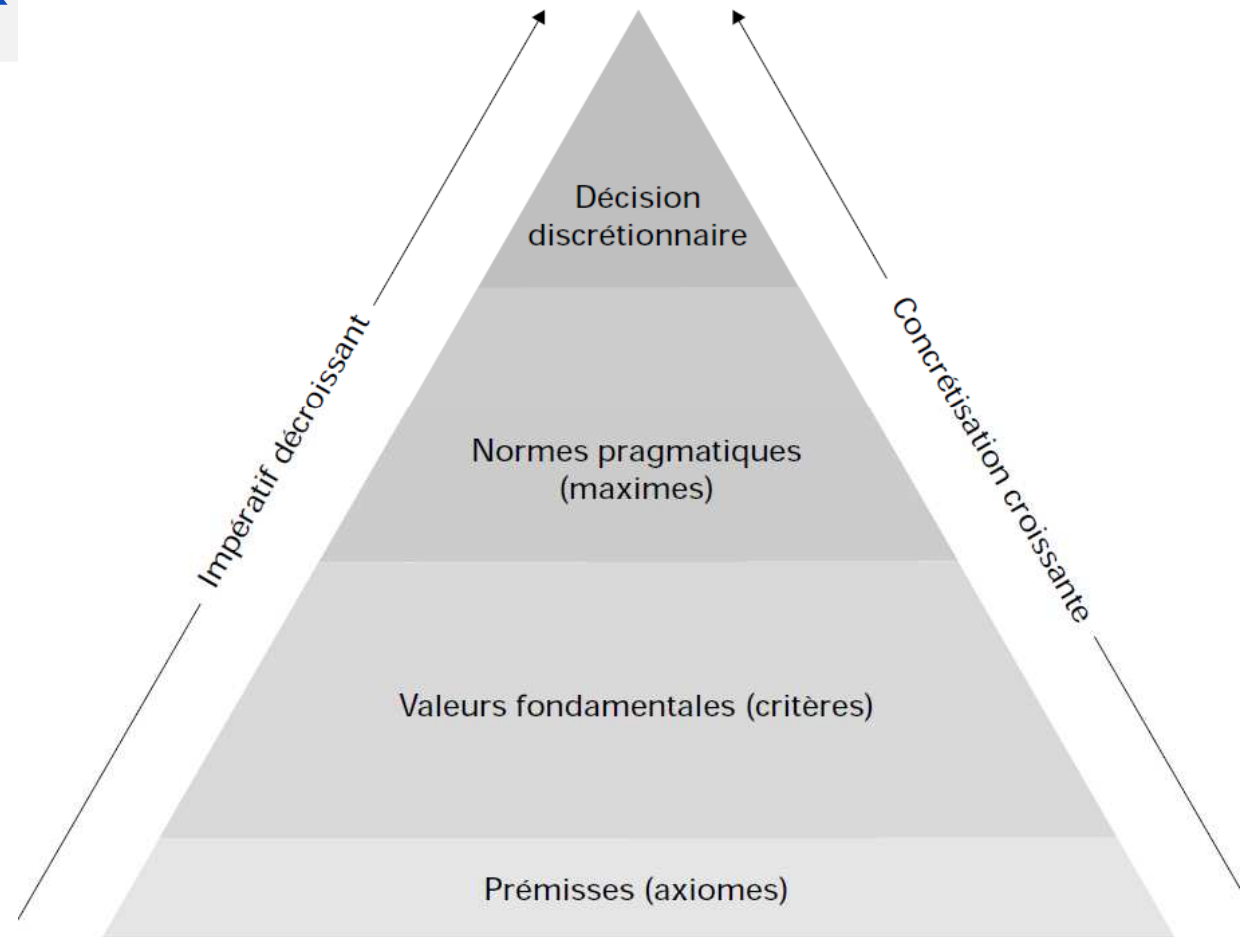 Décision
discrétionnaire
Impératif décroissant
Concrétisation croissante
Normes pragmatiques
(maximes)
Valeurs fondamentales (critères)
Prémisses (axiomes)